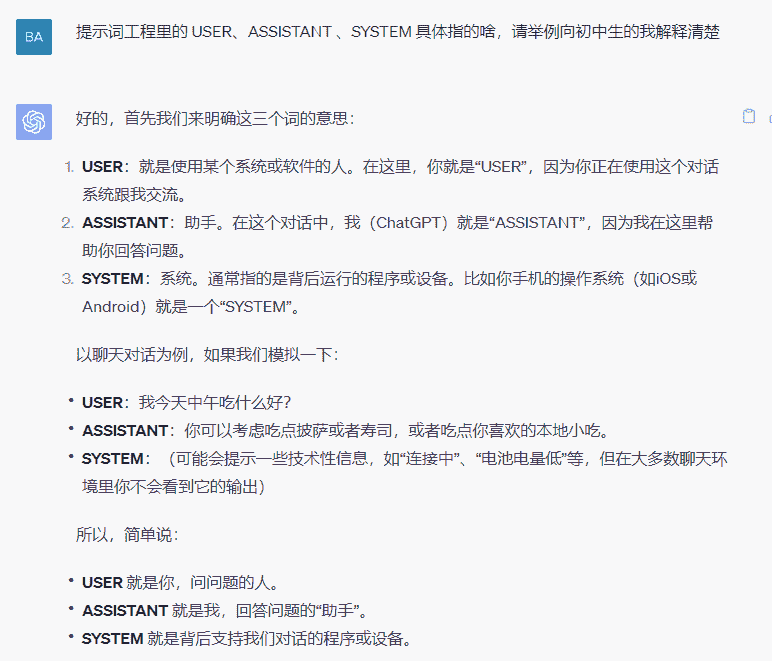 BA
提示词工程里的 USER、ASSISTANT 、SYSTEM 具体指的啥，请举例向初中生的我解释清楚
好的，首先我们来明确这三个词的意思：
1. USER：就是使用某个系统或软件的人。在这里，你就是“USER”，因为你正在使用这个对话
系统跟我交流。
2. ASSISTANT：助手。在这个对话中，我（ChatGPT）就是“ASSISTANT”，因为我在这里帮
助你回答问题。
3. SYSTEM：系统。通常指的是背后运行的程序或设备。比如你手机的操作系统（如iOS或
Android）就是一个“SYSTEM”。
以聊天对话为例，如果我们模拟一下：
• USER：我今天中午吃什么好？
• ASSISTANT：你可以考虑吃点披萨或者寿司，或者吃点你喜欢的本地小吃。
• SYSTEM：（可能会提示一些技术性信息，如“连接中”、“电池电量低”等，但在大多数聊天环
境里你不会看到它的输出）
所以，简单说：
• USER 就是你，问问题的人。
• ASSISTANT 就是我，回答问题的“助手”。
• SYSTEM 就是背后支持我们对话的程序或设备。